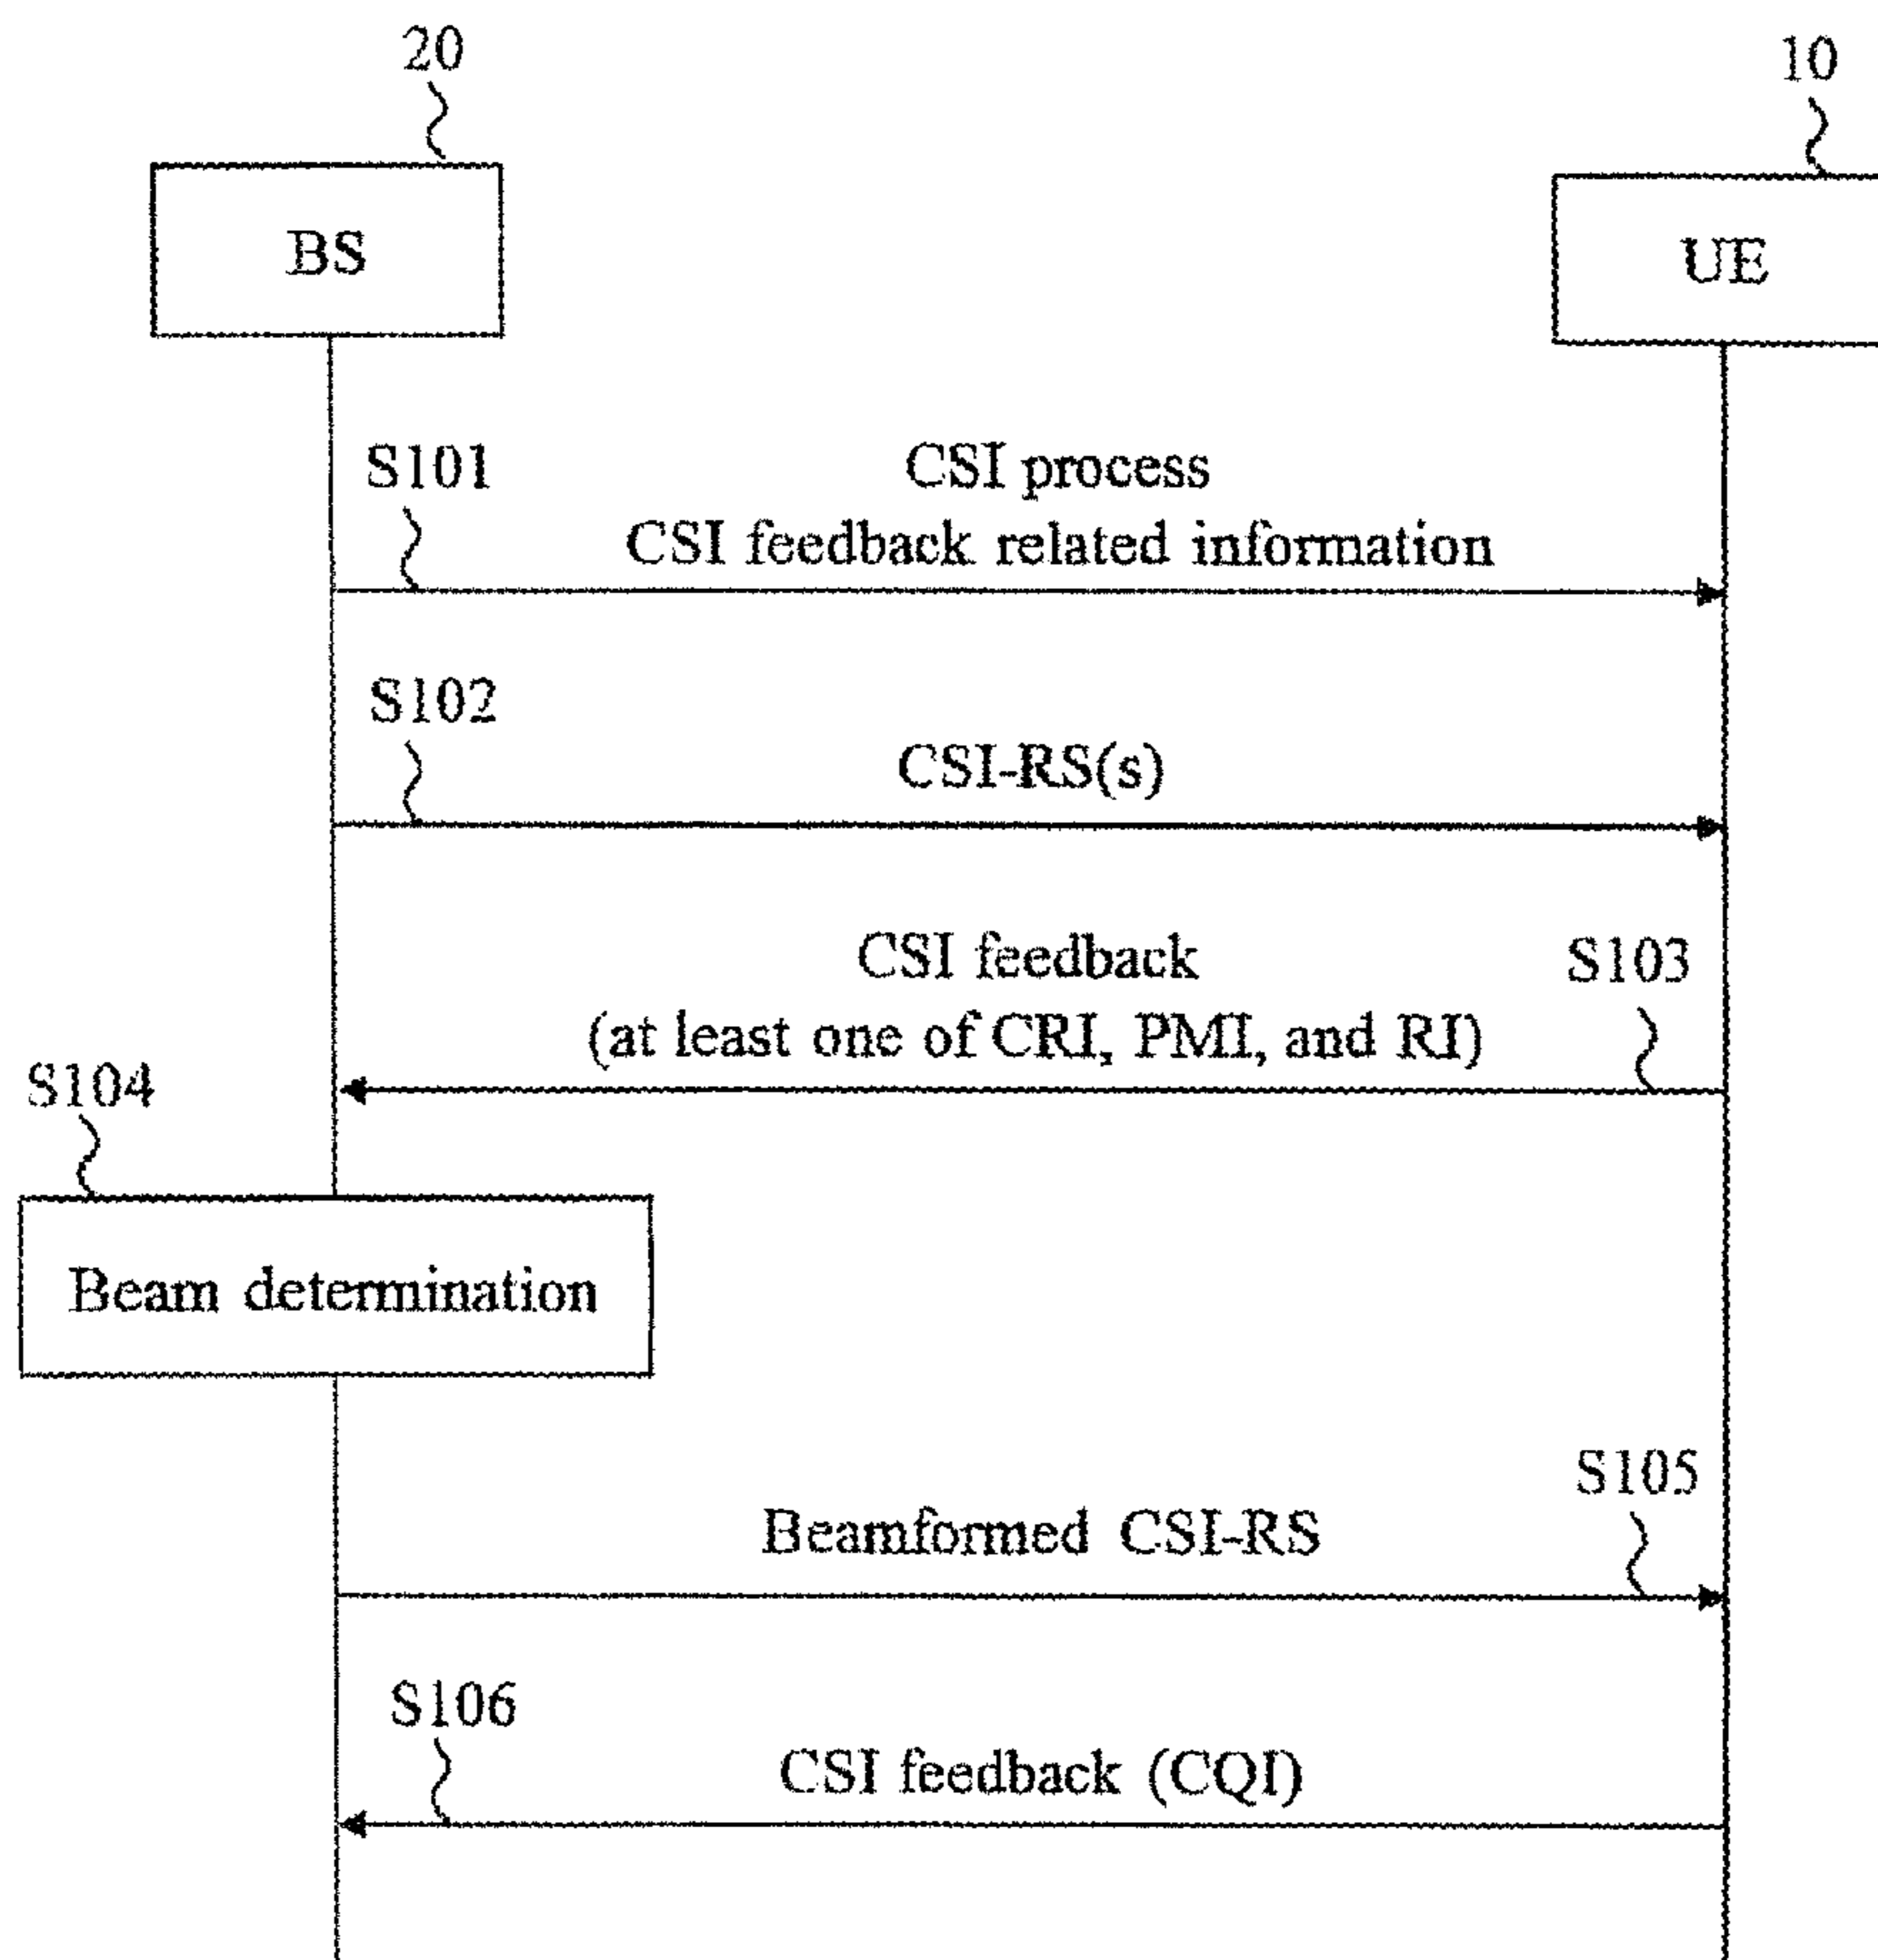 20
10
BS
UE
S101
CSI process
CSI feedback related information
S102
CSI-RS(s)
CSI feedback
S103
(at least one of CRI, PMI, and RI)
S104
Beam determination
S105
Beamformed CSI-RS
S106
CSI feedback (CQI)